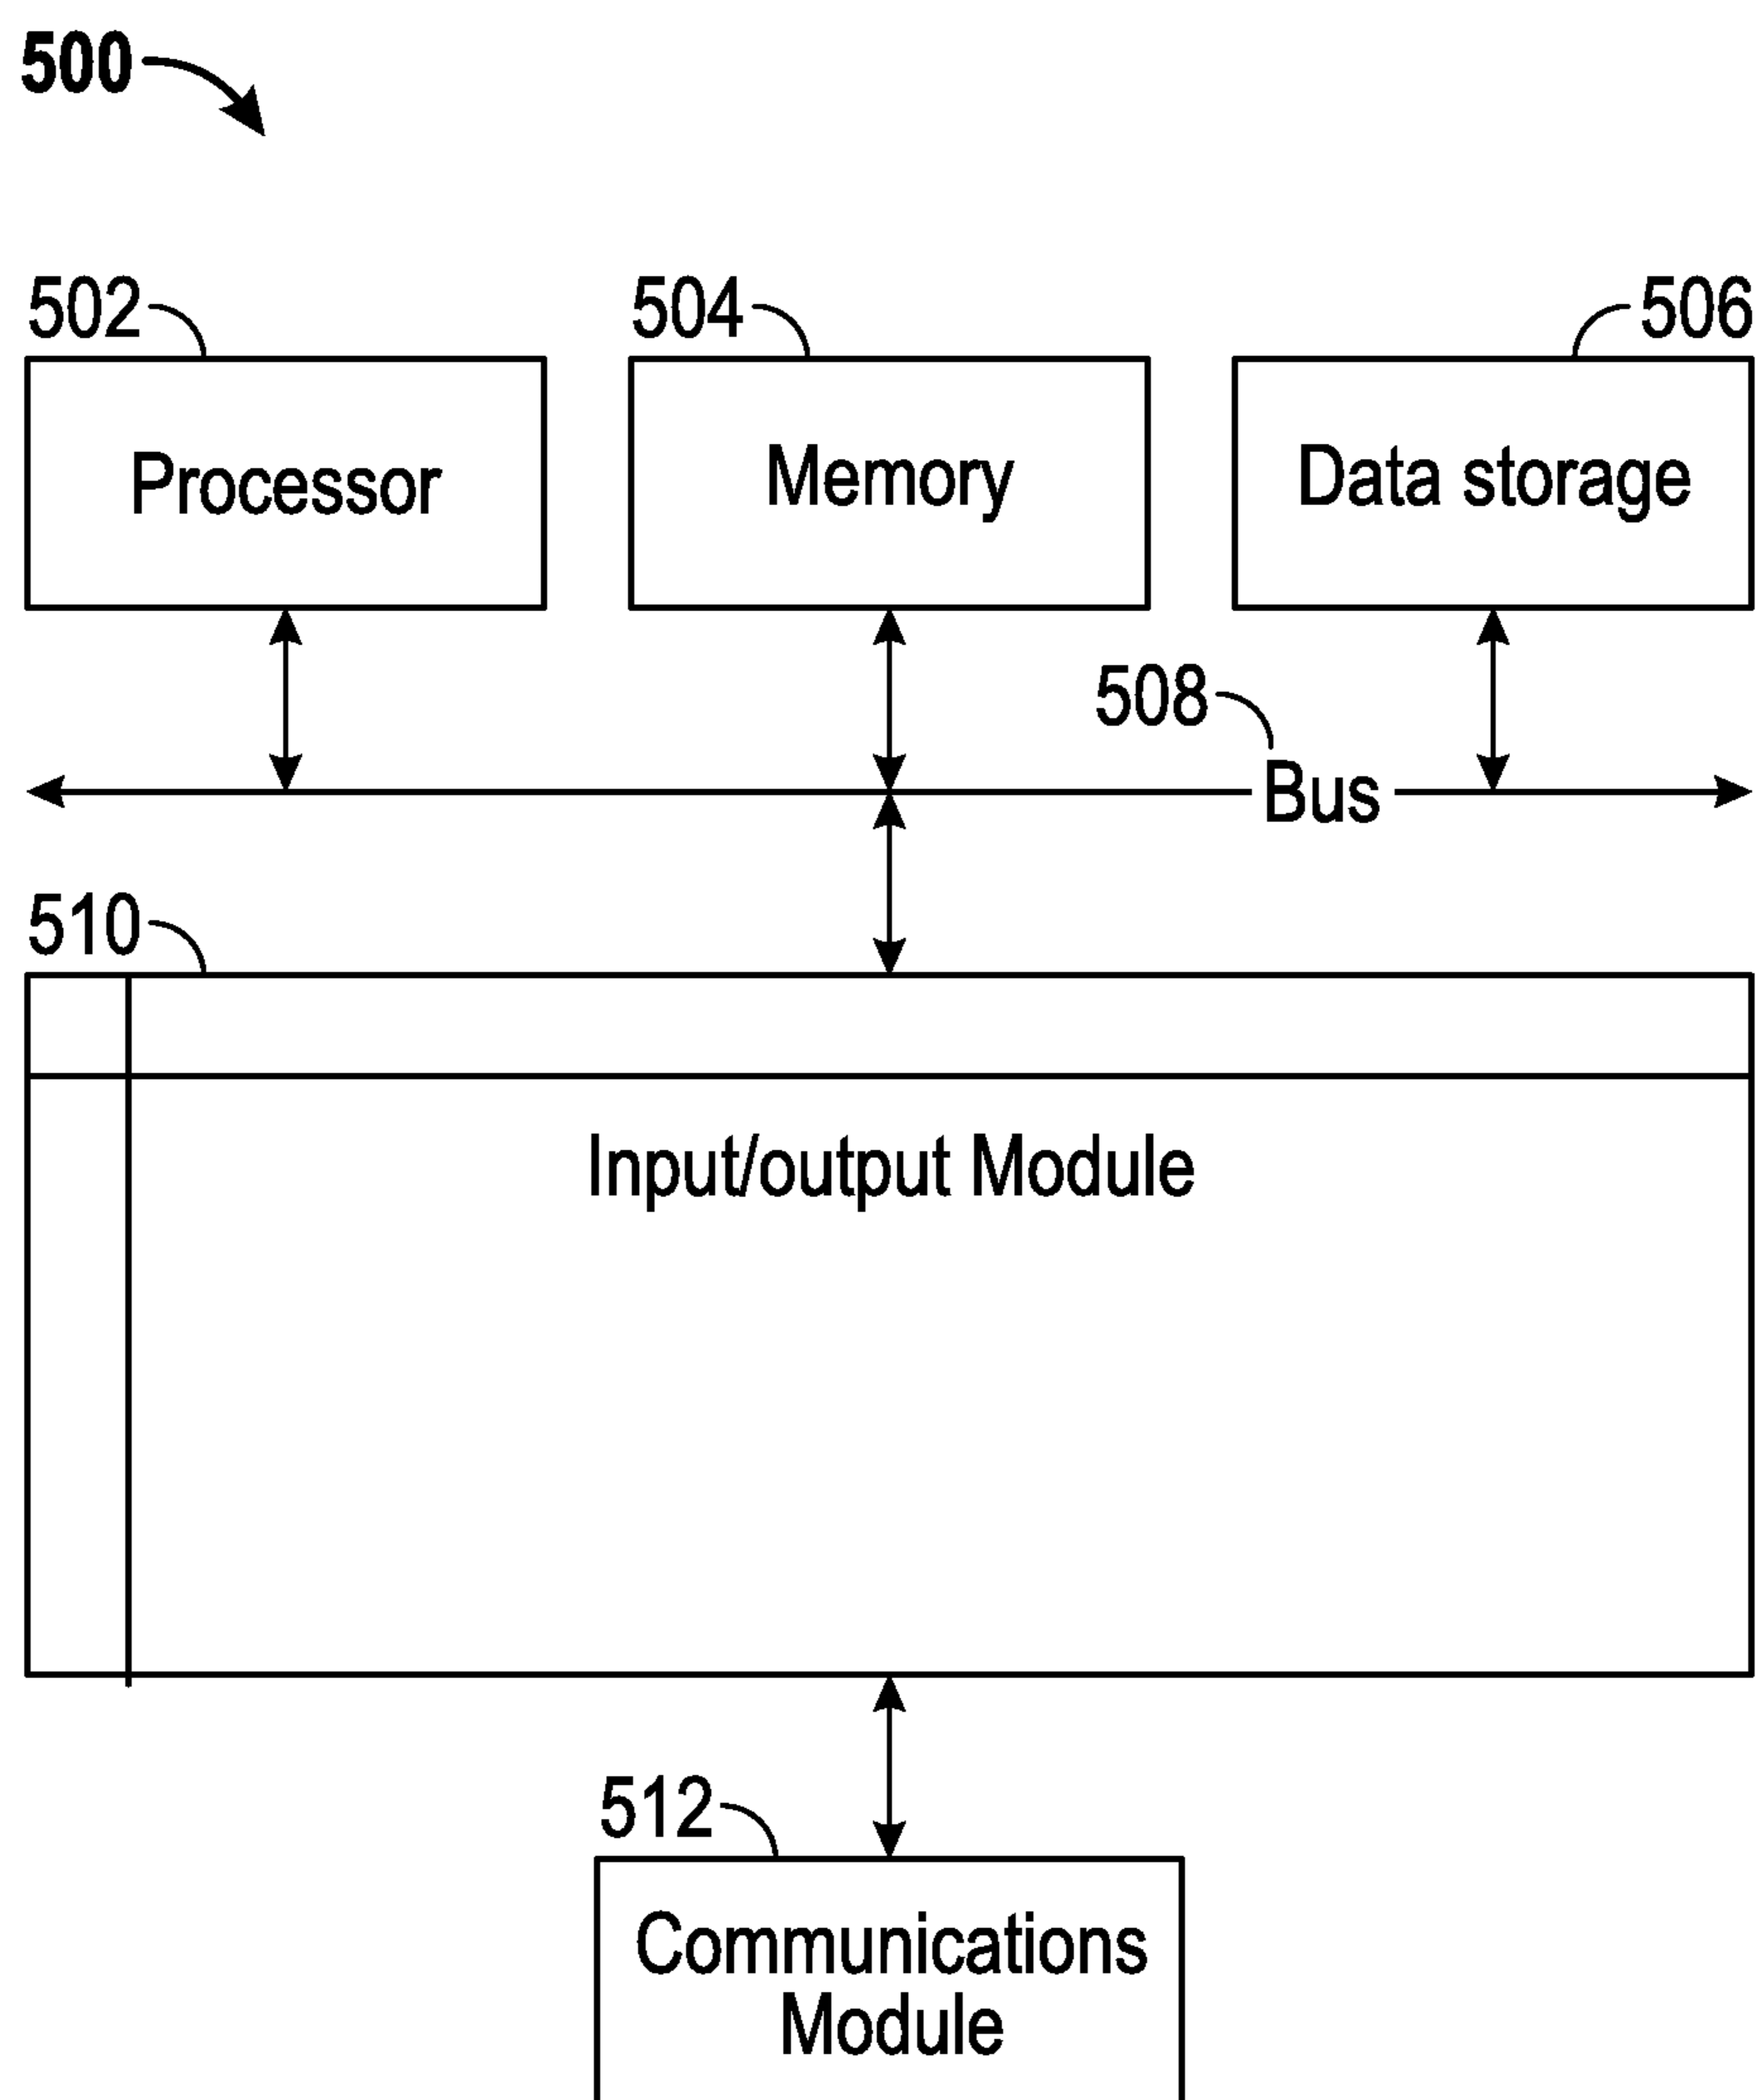 500
502
504
506
Processor
Memory
Data storage
508
Bus
510
Input/output Module
512
Communications
Module